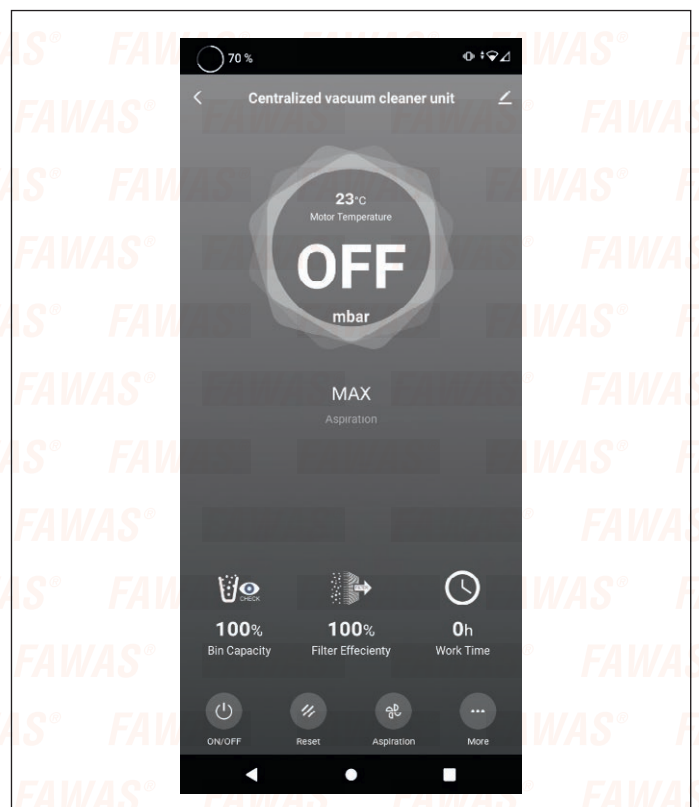 70 %
Centralized vacuum cleaner unit
23°C
Motor Temperature
OFF
mbar
MAX
Aspiration
CHECK
100% 100% 0h
Bin Capacity Filter Effecienty Work Time
ON/OFF Reset Aspiration More
FAWAS®